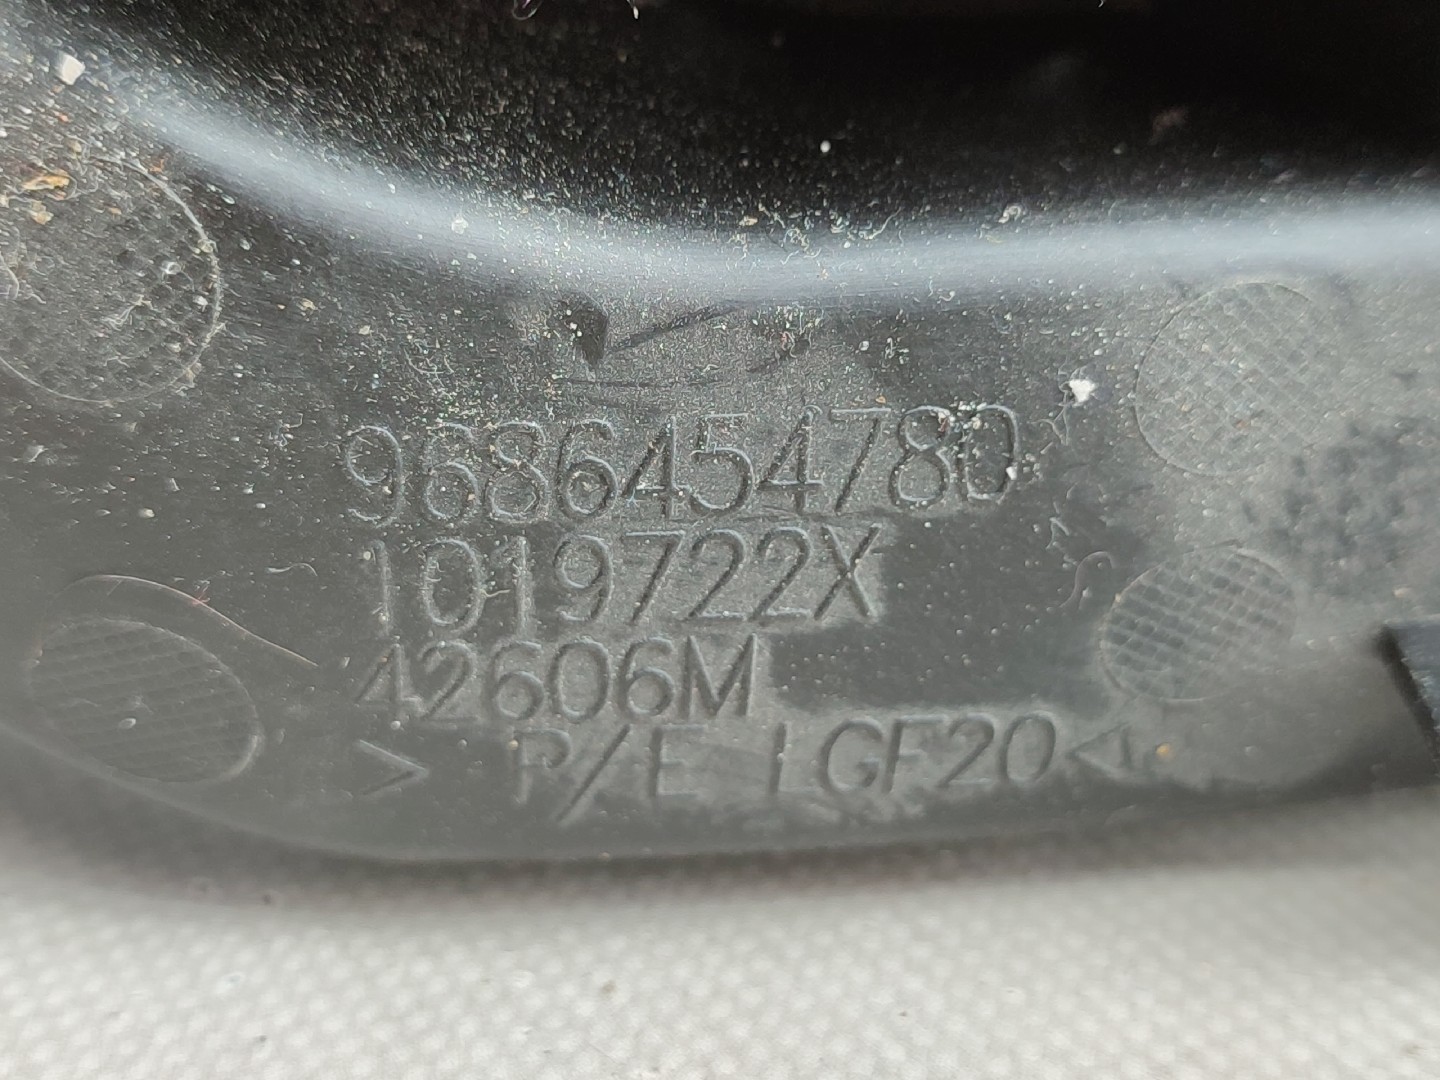 9686454780
1019722X
42606M
> P/E LGF20 <